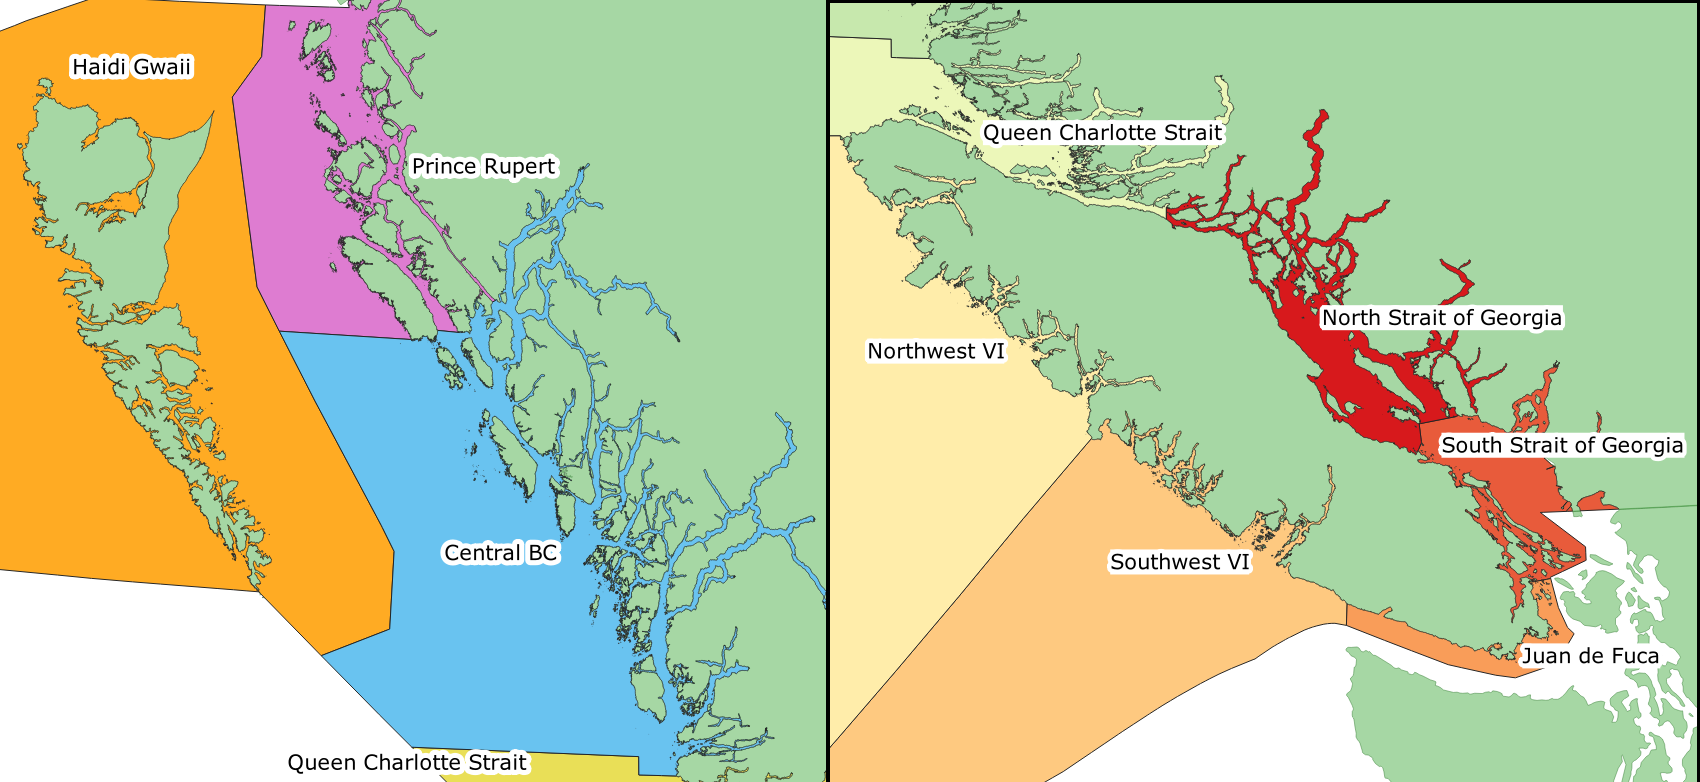 Haidi Gwaii
Prince Rupert
Central BC
Queen Charlotte Strait
Queen Charlotte Strait
North Strait of Georgia
Northwest VI
South Strait of Georgia
Southwest VI
Juan de Fuca